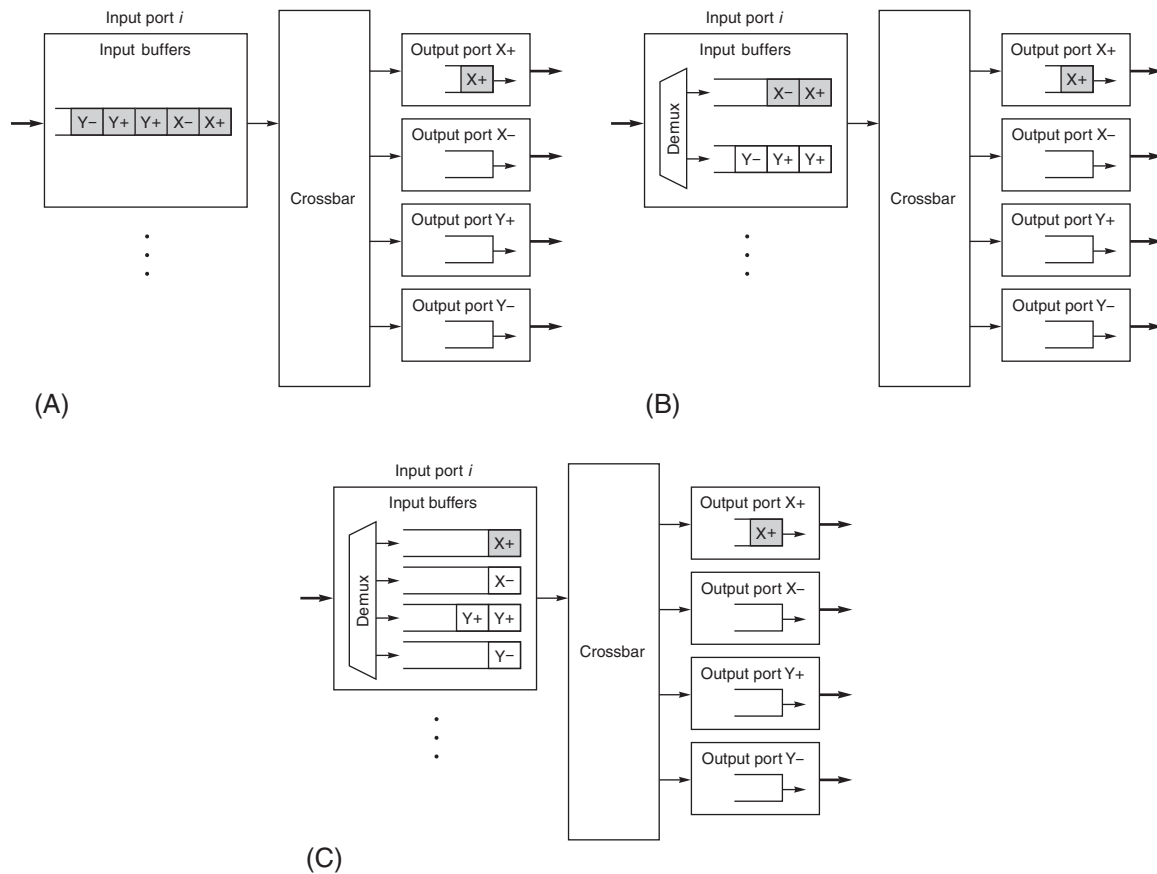 Input port i
Input buffers
Y− Y+ Y+ X− X+
Crossbar
Output port X+
X+
Output port X−
Output port Y+
Output port Y−
(A)
Input port i
Input buffers
Demux
X− X+
Y− Y+ Y+
Crossbar
Output port X+
X+
Output port X−
Output port Y+
Output port Y−
(B)
Input port i
Input buffers
Demux
X+
X−
Y+ Y+
Y−
Crossbar
Output port X+
X+
Output port X−
Output port Y+
Output port Y−
(C)